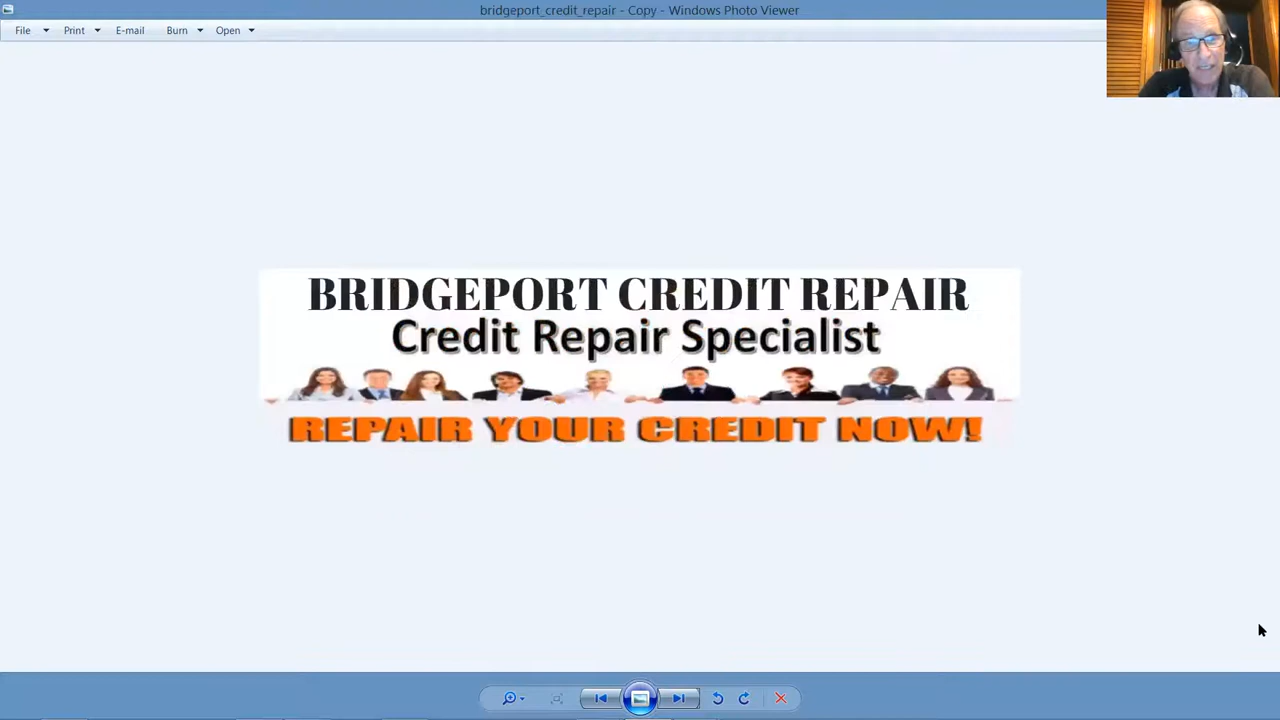 bridgeport_credit_repair - Copy - Windows Photo Viewer
File Print E-mail Burn Open
BRIDGEPORT CREDIT REPAIR
Credit Repair Specialist
REPAIR YOUR CREDIT NOW!